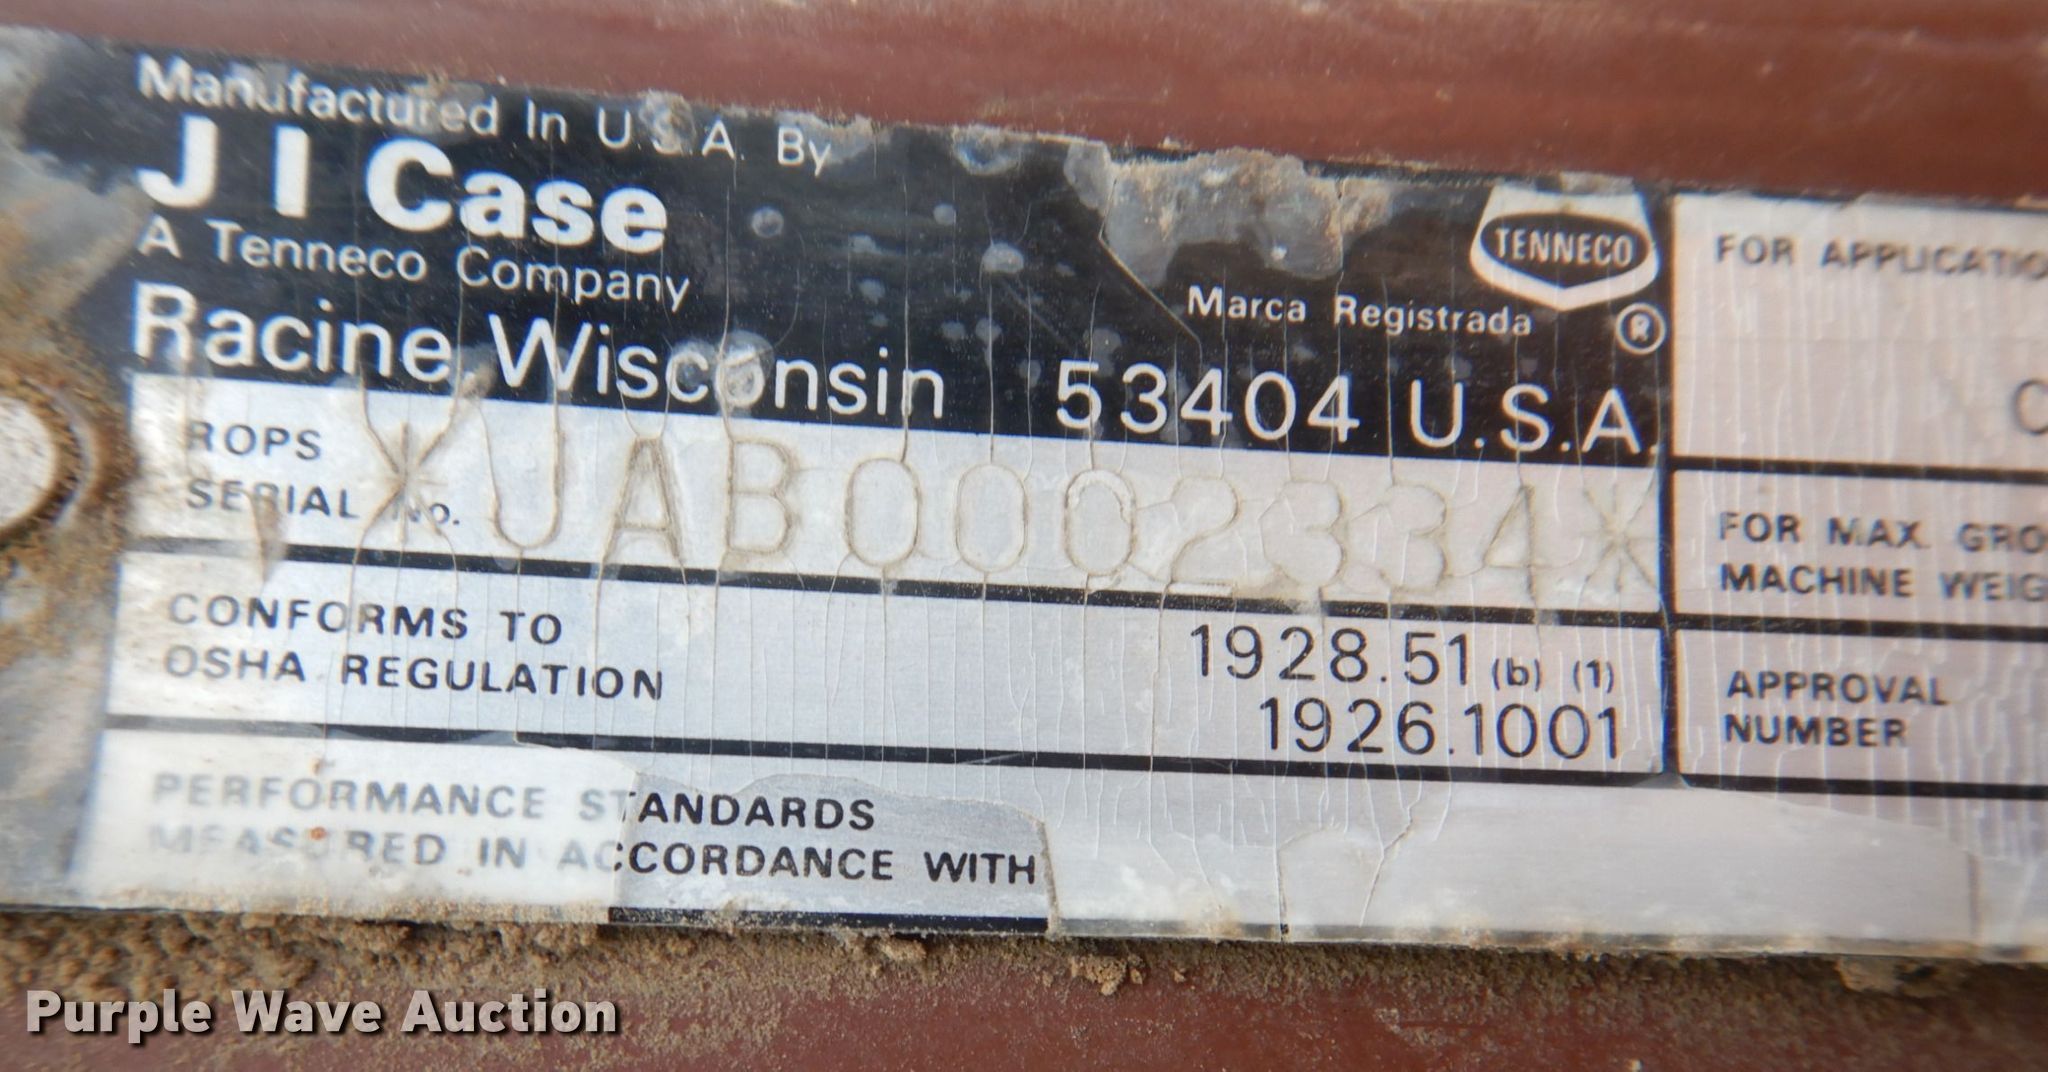 Manufactured In U.S.A. By
J I Case
A Tenneco Company
Racine, Wisconsin 53404 U.S.A.
TENNECO
Marca Registrada ®
ROPS
SERIAL No. *JAB0002334*
CONFORMS TO
OSHA REGULATION
1928.51 (b) (1)
1926.1001
PERFORMANCE STANDARDS
MEASURED IN ACCORDANCE WITH
FOR APPLICATIO
C
FOR MAX. GRO
MACHINE WEIG
APPROVAL
NUMBER
Purple Wave Auction